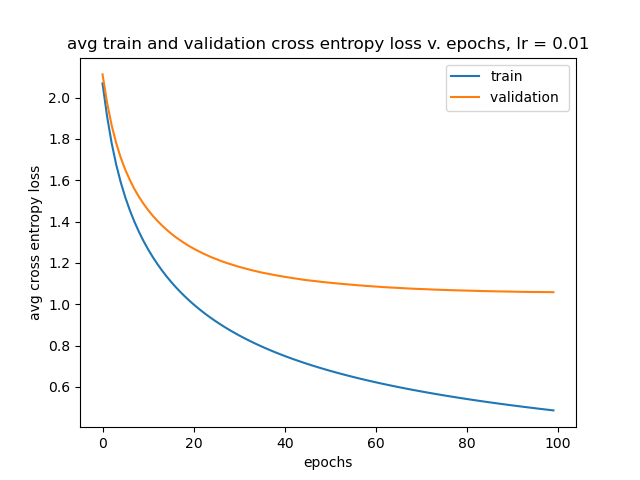 avg train and validation cross entropy loss v. epochs, lr = 0.01
train
validation
avg cross entropy loss
2.0
1.8
1.6
1.4
1.2
1.0
0.8
0.6
0 20 40 60 80 100
epochs